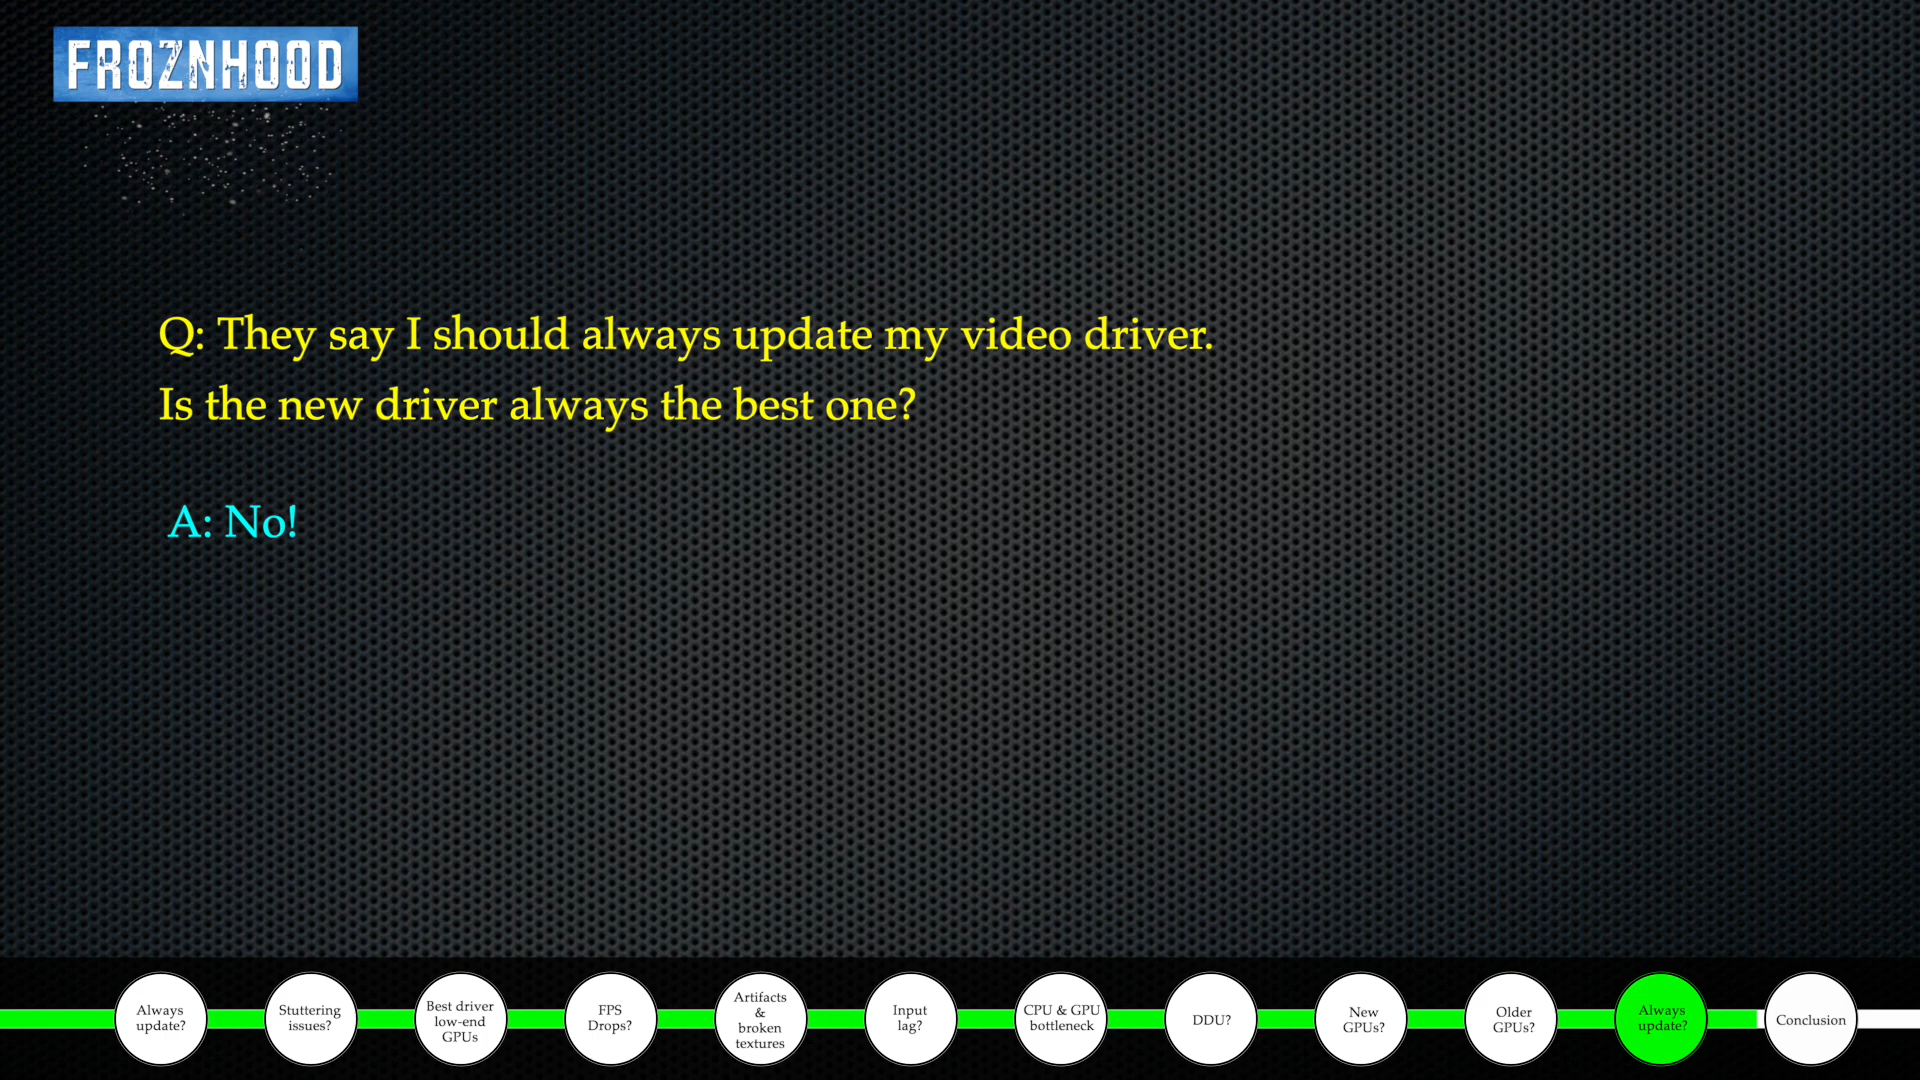 FROZNHOOD
Q: They say I should always update my video driver.
Is the new driver always the best one?
A: No!
Always
update?
Stuttering
issues?
Best driver
low-end
GPUs
FPS
Drops?
Artifacts
&
broken
textures
Input
lag?
CPU & GPU
bottleneck
DDU?
New
GPUs?
Older
GPUs?
Always
update?
Conclusion